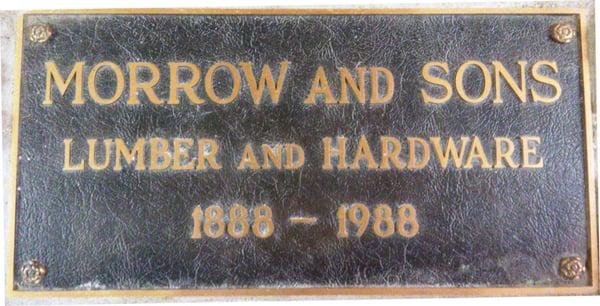 MORROW AND SONS
LUMBER AND HARDWARE
1888 - 1988